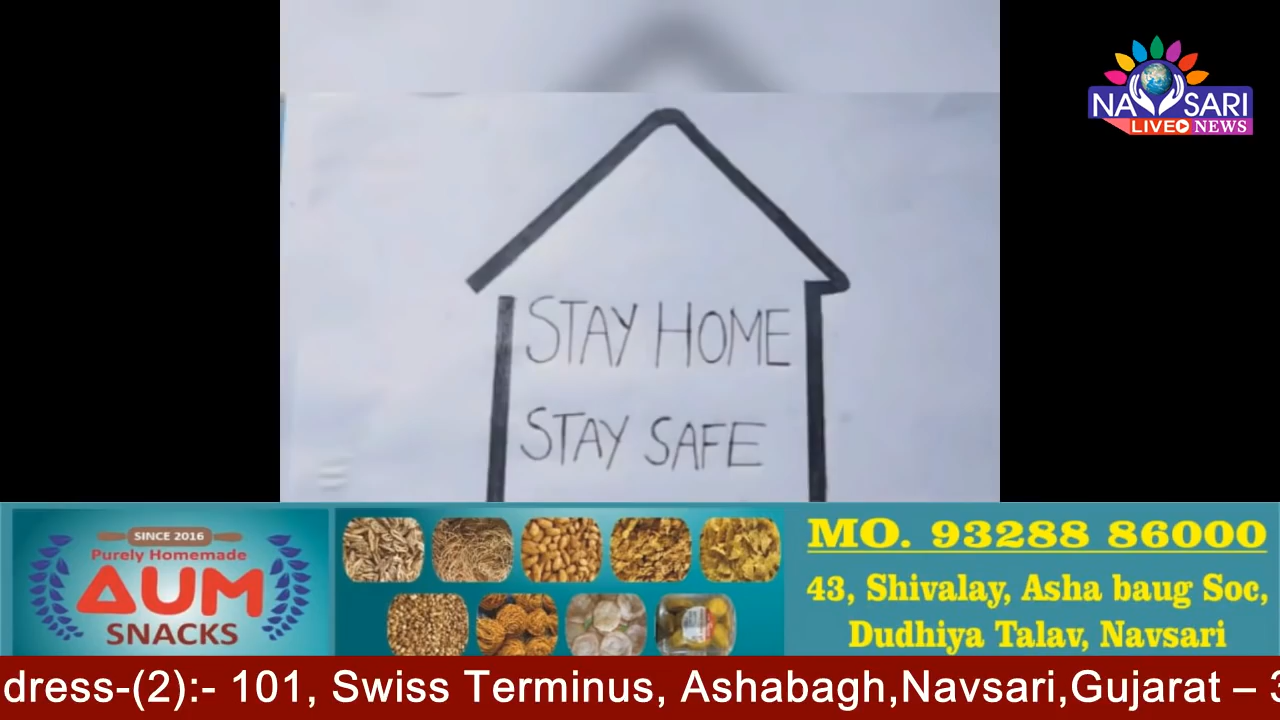 NAVSARI
LIVE NEWS
STAY HOME
STAY SAFE
SINCE 2016
Purely Homemade
AUM
SNACKS
MO. 93288 86000
43, Shivalay, Asha baug Soc,
Dudhiya Talav, Navsari
dress-(2):- 101, Swiss Terminus, Ashabagh,Navsari,Gujarat – 3